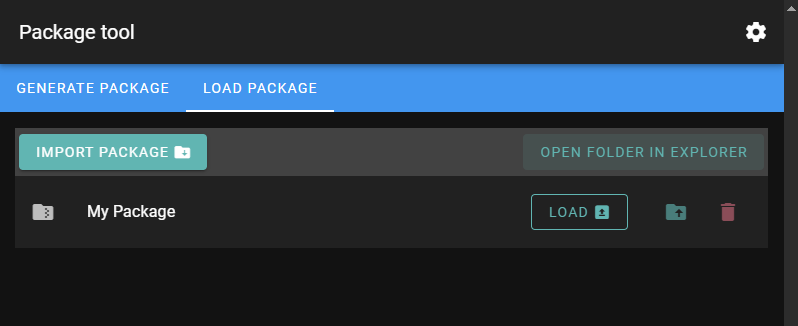 Package tool
GENERATE PACKAGE LOAD PACKAGE
IMPORT PACKAGE OPEN FOLDER IN EXPLORER
My Package LOAD